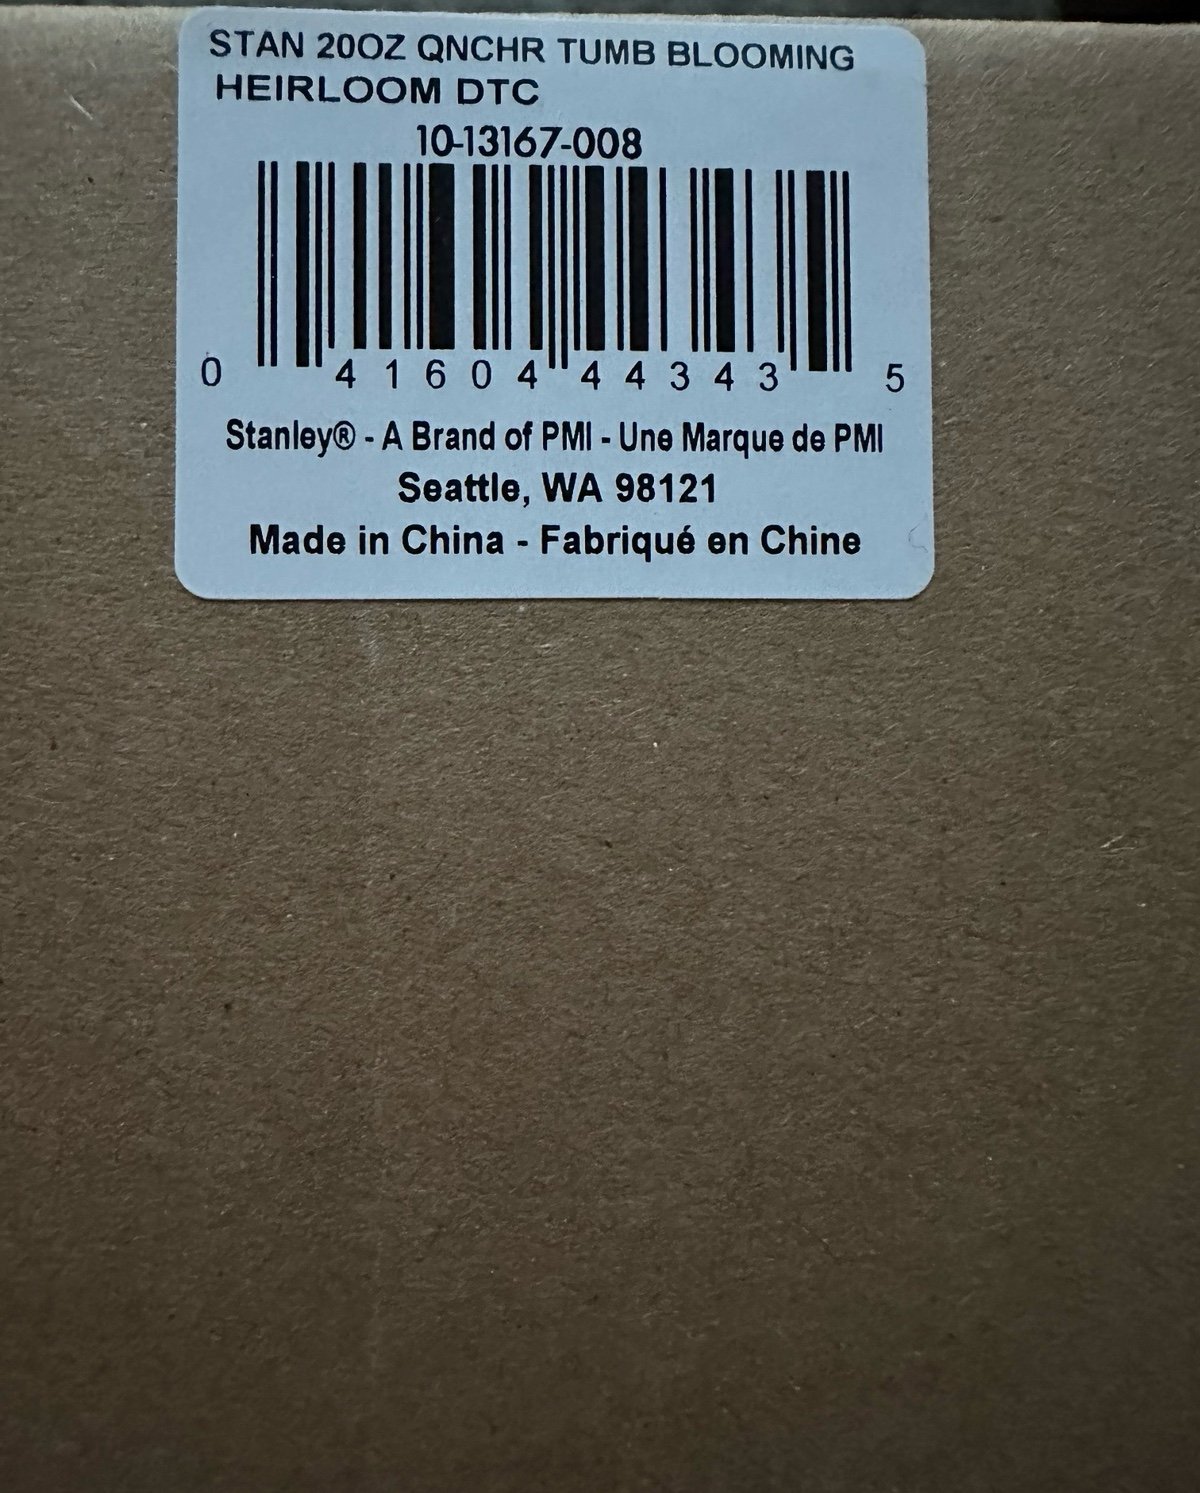 STAN 20OZ QNCHR TUMB BLOOMING
HEIRLOOM DTC
10-13167-008
0 41604 44343 5
Stanley® - A Brand of PMI - Une Marque de PMI
Seattle, WA 98121
Made in China - Fabriqué en Chine